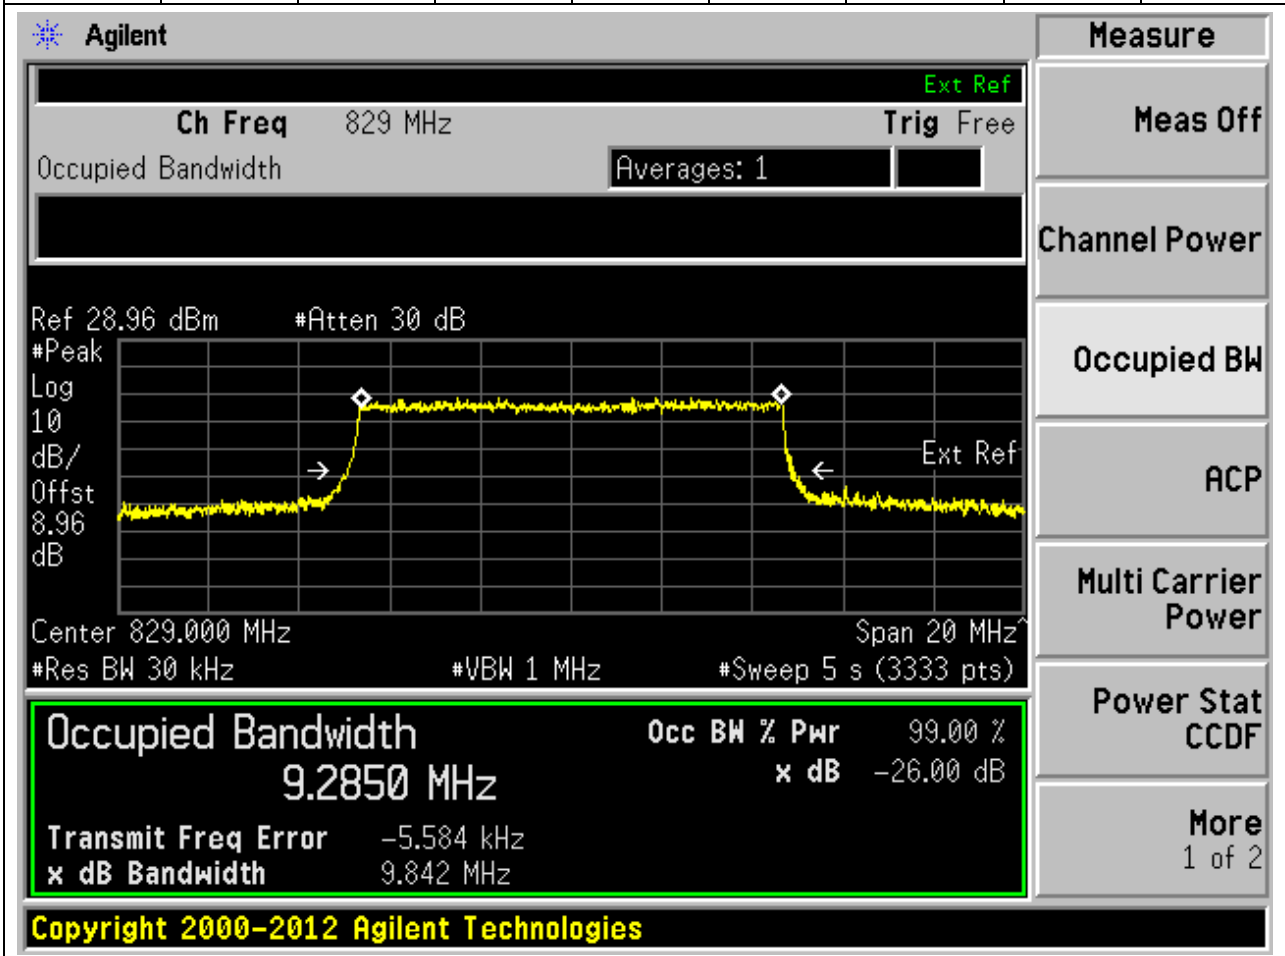 Agilent
Measure
Ext Ref
Ch Freq 829 MHz Trig Free
Meas Off
Occupied Bandwidth Averages: 1
Channel Power
Ref 28.96 dBm #Atten 30 dB
#Peak
Log
10
dB/
Offst
8.96
dB
Ext Ref
Occupied BW
ACP
Center 829.000 MHz Span 20 MHz^
#Res BW 30 kHz #VBW 1 MHz #Sweep 5 s (3333 pts)
Multi Carrier
Power
Occupied Bandwidth Occ BW % Pwr 99.00 %
9.2850 MHz x dB -26.00 dB
Transmit Freq Error -5.584 kHz
x dB Bandwidth 9.842 MHz
Power Stat
CCDF
More
1 of 2
Copyright 2000-2012 Agilent Technologies